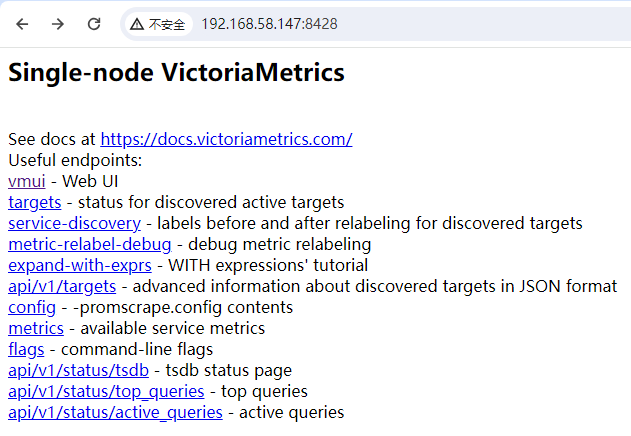 不安全 192.168.58.147:8428
Single-node VictoriaMetrics
See docs at https://docs.victoriametrics.com/
Useful endpoints:
vmui - Web UI
targets - status for discovered active targets
service-discovery - labels before and after relabeling for discovered targets
metric-relabel-debug - debug metric relabeling
expand-with-exprs - WITH expressions' tutorial
api/v1/targets - advanced information about discovered targets in JSON format
config - -promscrape.config contents
metrics - available service metrics
flags - command-line flags
api/v1/status/tsdb - tsdb status page
api/v1/status/top_queries - top queries
api/v1/status/active_queries - active queries